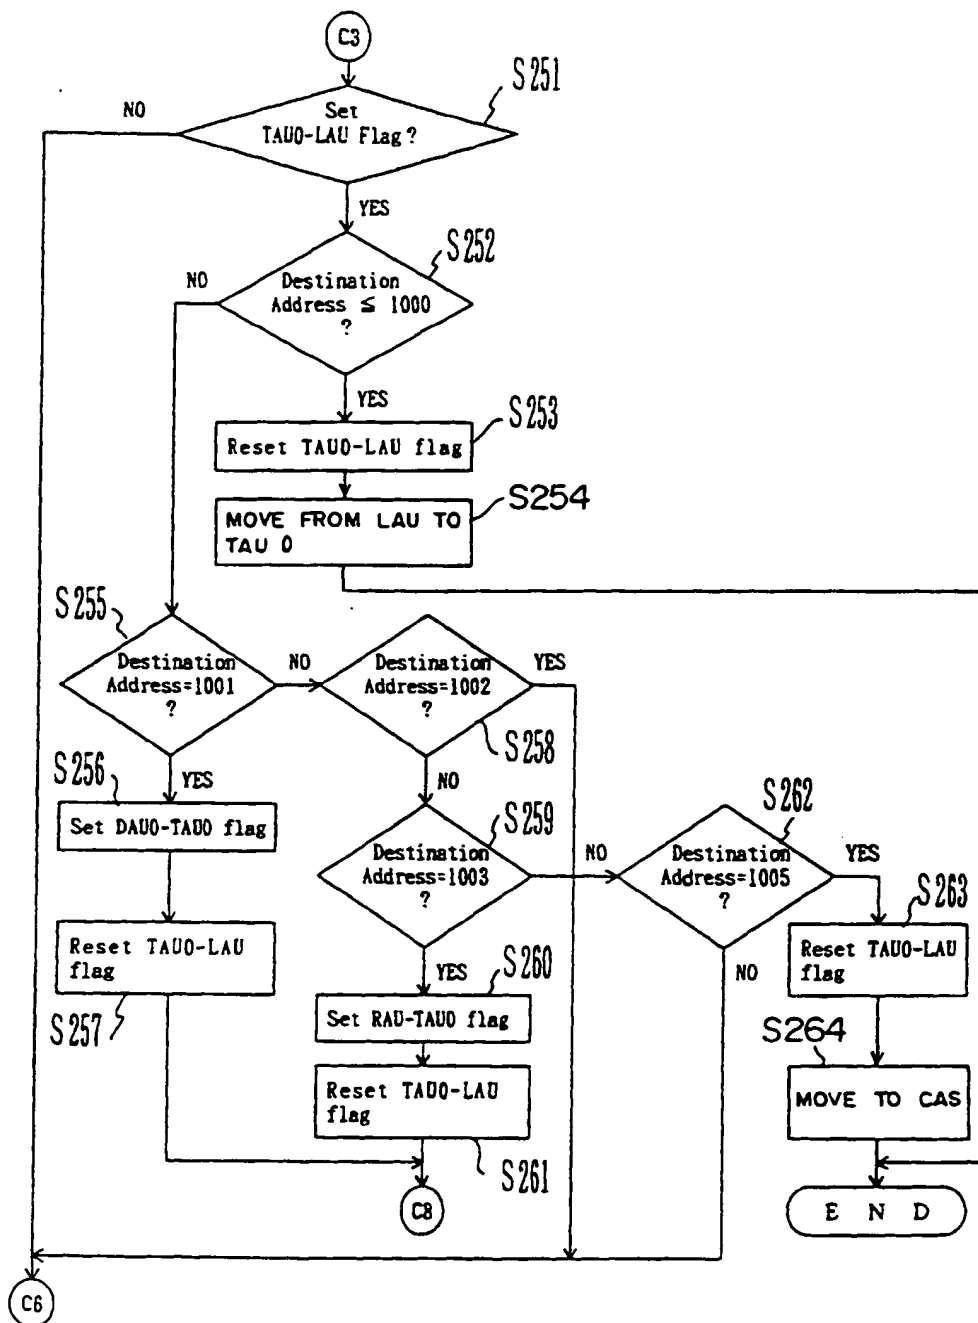 C3
S251
NO
Set
TAU0-LAU Flag?
YES
S252
NO
Destination
Address ≦ 1000
?
YES
S253
Reset TAU0-LAU flag
S254
MOVE FROM LAU TO
TAU 0
S255
Destination
Address=1001
?
NO
Destination
Address=1002
?
YES
S258
S256
YES
NO
Set DAU0-TAU0 flag
S259
Destination
Address=1003
?
NO
S262
Destination
Address=1005
?
YES
S263
Reset TAU0-LAU
flag
S257
YES
S260
Set RAU-TAU0 flag
NO
Reset TAU0-LAU
flag
S264
Reset TAU0-LAU
flag
S261
MOVE TO CAS
C8
E N D
C6